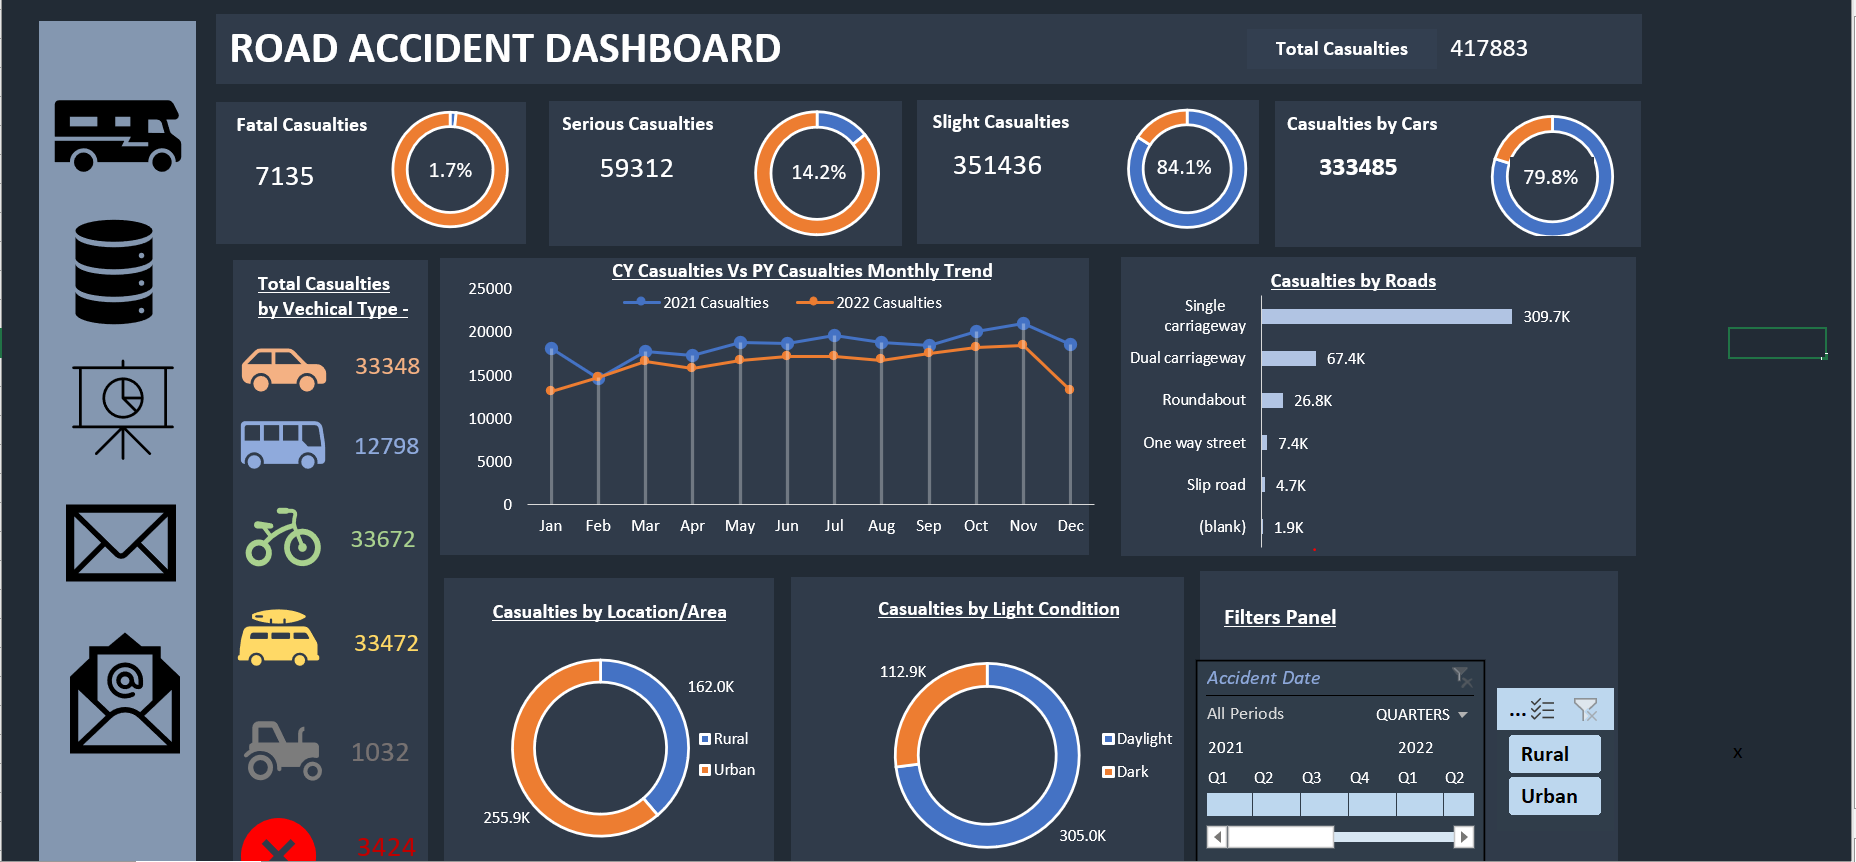 ROAD ACCIDENT DASHBOARD
Total Casualties 417883
Fatal Casualties
7135
1.7%
Serious Casualties
59312
14.2%
Slight Casualties
351436
84.1%
Casualties by Cars
333485
79.8%
Total Casualties
by Vechical Type -
33348
12798
33672
33472
1032
3424
CY Casualties Vs PY Casualties Monthly Trend
2021 Casualties 2022 Casualties
25000
20000
15000
10000
5000
0
Jan Feb Mar Apr May Jun Jul Aug Sep Oct Nov Dec
Casualties by Roads
Single
carriageway 309.7K
Dual carriageway 67.4K
Roundabout 26.8K
One way street 7.4K
Slip road 4.7K
(blank) 1.9K
Casualties by Location/Area
162.0K
Rural
Urban
255.9K
Casualties by Light Condition
112.9K
Daylight
Dark
305.0K
Filters Panel
Accident Date
All Periods QUARTERS
2021 2022
Q1 Q2 Q3 Q4 Q1 Q2
...
Rural
Urban
x